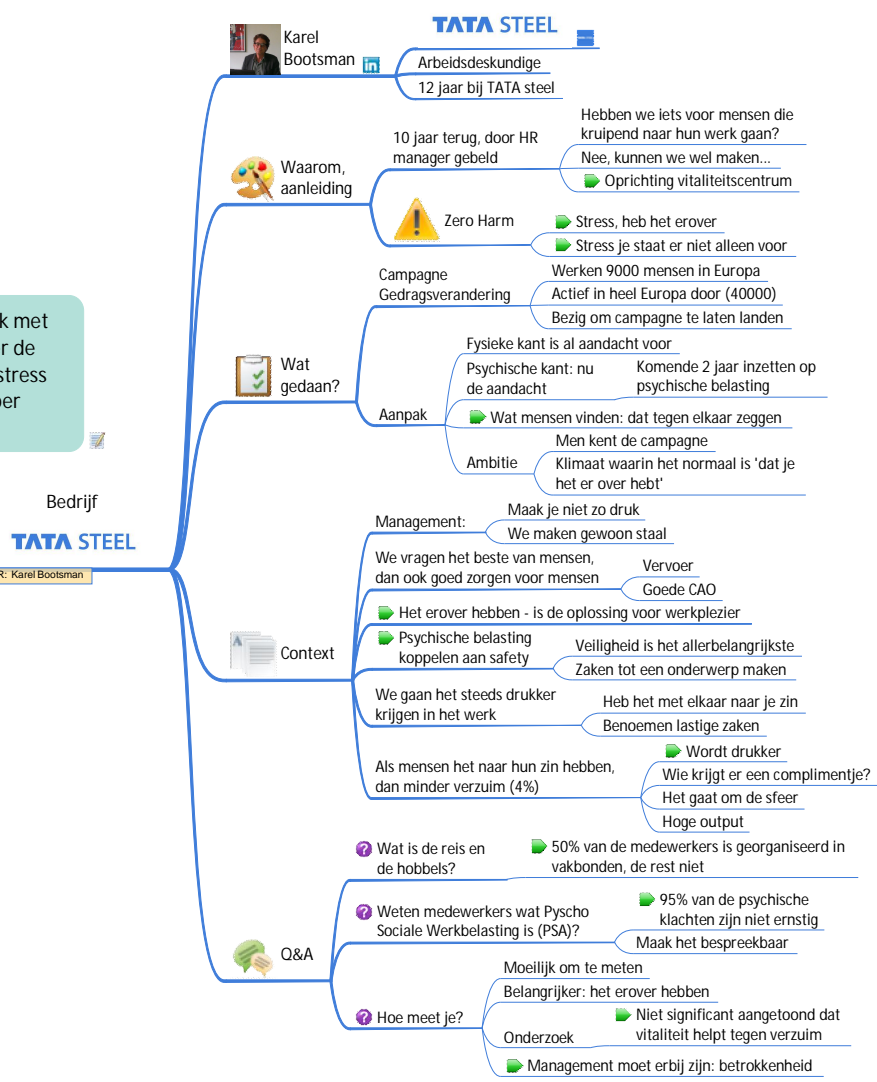 TATA STEEL
Karel
Bootsman
in
Arbeidsdeskundige
12 jaar bij TATA steel
Waarom,
aanleiding
10 jaar terug, door HR
manager gebeld
Hebben we iets voor mensen die
kruipend naar hun werk gaan?
Nee, kunnen we wel maken...
Oprichting vitaliteitscentrum
Zero Harm
Stress, heb het erover
Stress je staat er niet alleen voor
Wat
gedaan?
Campagne
Gedragsverandering
Werken 9000 mensen in Europa
Actief in heel Europa door (40000)
Bezig om campagne te laten landen
Aanpak
Fysieke kant is al aandacht voor
Psychische kant: nu
de aandacht
Komende 2 jaar inzetten op
psychische belasting
Wat mensen vinden: dat tegen elkaar zeggen
Ambitie
Men kent de campagne
Klimaat waarin het normaal is 'dat je
het er over hebt'
k met
r de
stress
per
Bedrijf
TATA STEEL
R: Karel Bootsman
Context
Management:
Maak je niet zo druk
We maken gewoon staal
We vragen het beste van mensen,
dan ook goed zorgen voor mensen
Vervoer
Goede CAO
Het erover hebben - is de oplossing voor werkplezier
Psychische belasting
koppelen aan safety
Veiligheid is het allerbelangrijkste
Zaken tot een onderwerp maken
We gaan het steeds drukker
krijgen in het werk
Heb het met elkaar naar je zin
Benoemen lastige zaken
Als mensen het naar hun zin hebben,
dan minder verzuim (4%)
Wordt drukker
Wie krijgt er een complimentje?
Het gaat om de sfeer
Hoge output
Q&A
Wat is de reis en
de hobbels?
50% van de medewerkers is georganiseerd in
vakbonden, de rest niet
Weten medewerkers wat Pyscho
Sociale Werkbelasting is (PSA)?
95% van de psychische
klachten zijn niet ernstig
Maak het bespreekbaar
Hoe meet je?
Moeilijk om te meten
Belangrijker: het erover hebben
Onderzoek
Niet significant aangetoond dat
vitaliteit helpt tegen verzuim
Management moet erbij zijn: betrokkenheid